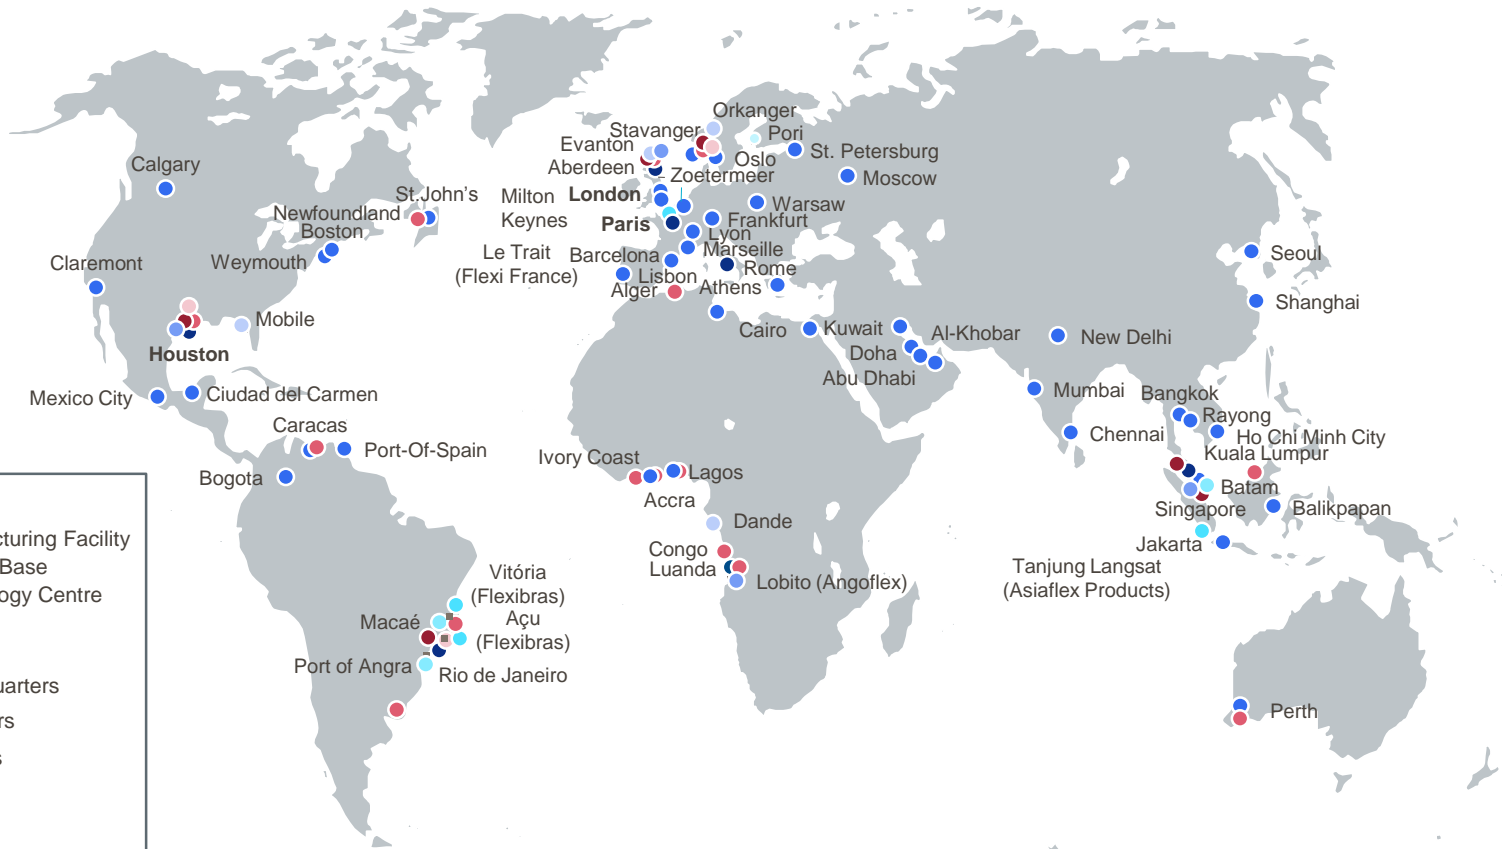 Orkanger
Stavanger
Pori
Evanton
Oslo
St. Petersburg
Aberdeen
Zoetermeer
Moscow
Calgary
St.John's
Milton
Keynes
London
Warsaw
Newfoundland
Boston
Paris
Frankfurt
Lyon
Weymouth
Le Trait
(Flexi France)
Barcelona
Marseille
Claremont
Lisbon
Rome
Seoul
Alger
Athens
Shanghai
Mobile
Cairo
Kuwait
Al-Khobar
New Delhi
Houston
Doha
Abu Dhabi
Mexico City
Ciudad del Carmen
Mumbai
Bangkok
Rayong
Caracas
Chennai
Ho Chi Minh City
Port-Of-Spain
Ivory Coast
Kuala Lumpur
Bogota
Lagos
Batam
Accra
Singapore
Balikpapan
Dande
Jakarta
Congo
Luanda
Lobito (Angoflex)
Tanjung Langsat
(Asiaflex Products)
Vitória
(Flexibras)
Macaé
Açu
(Flexibras)
Port of Angra
Rio de Janeiro
Perth
turing Facility
Base
ogy Centre
uarters
rs
s